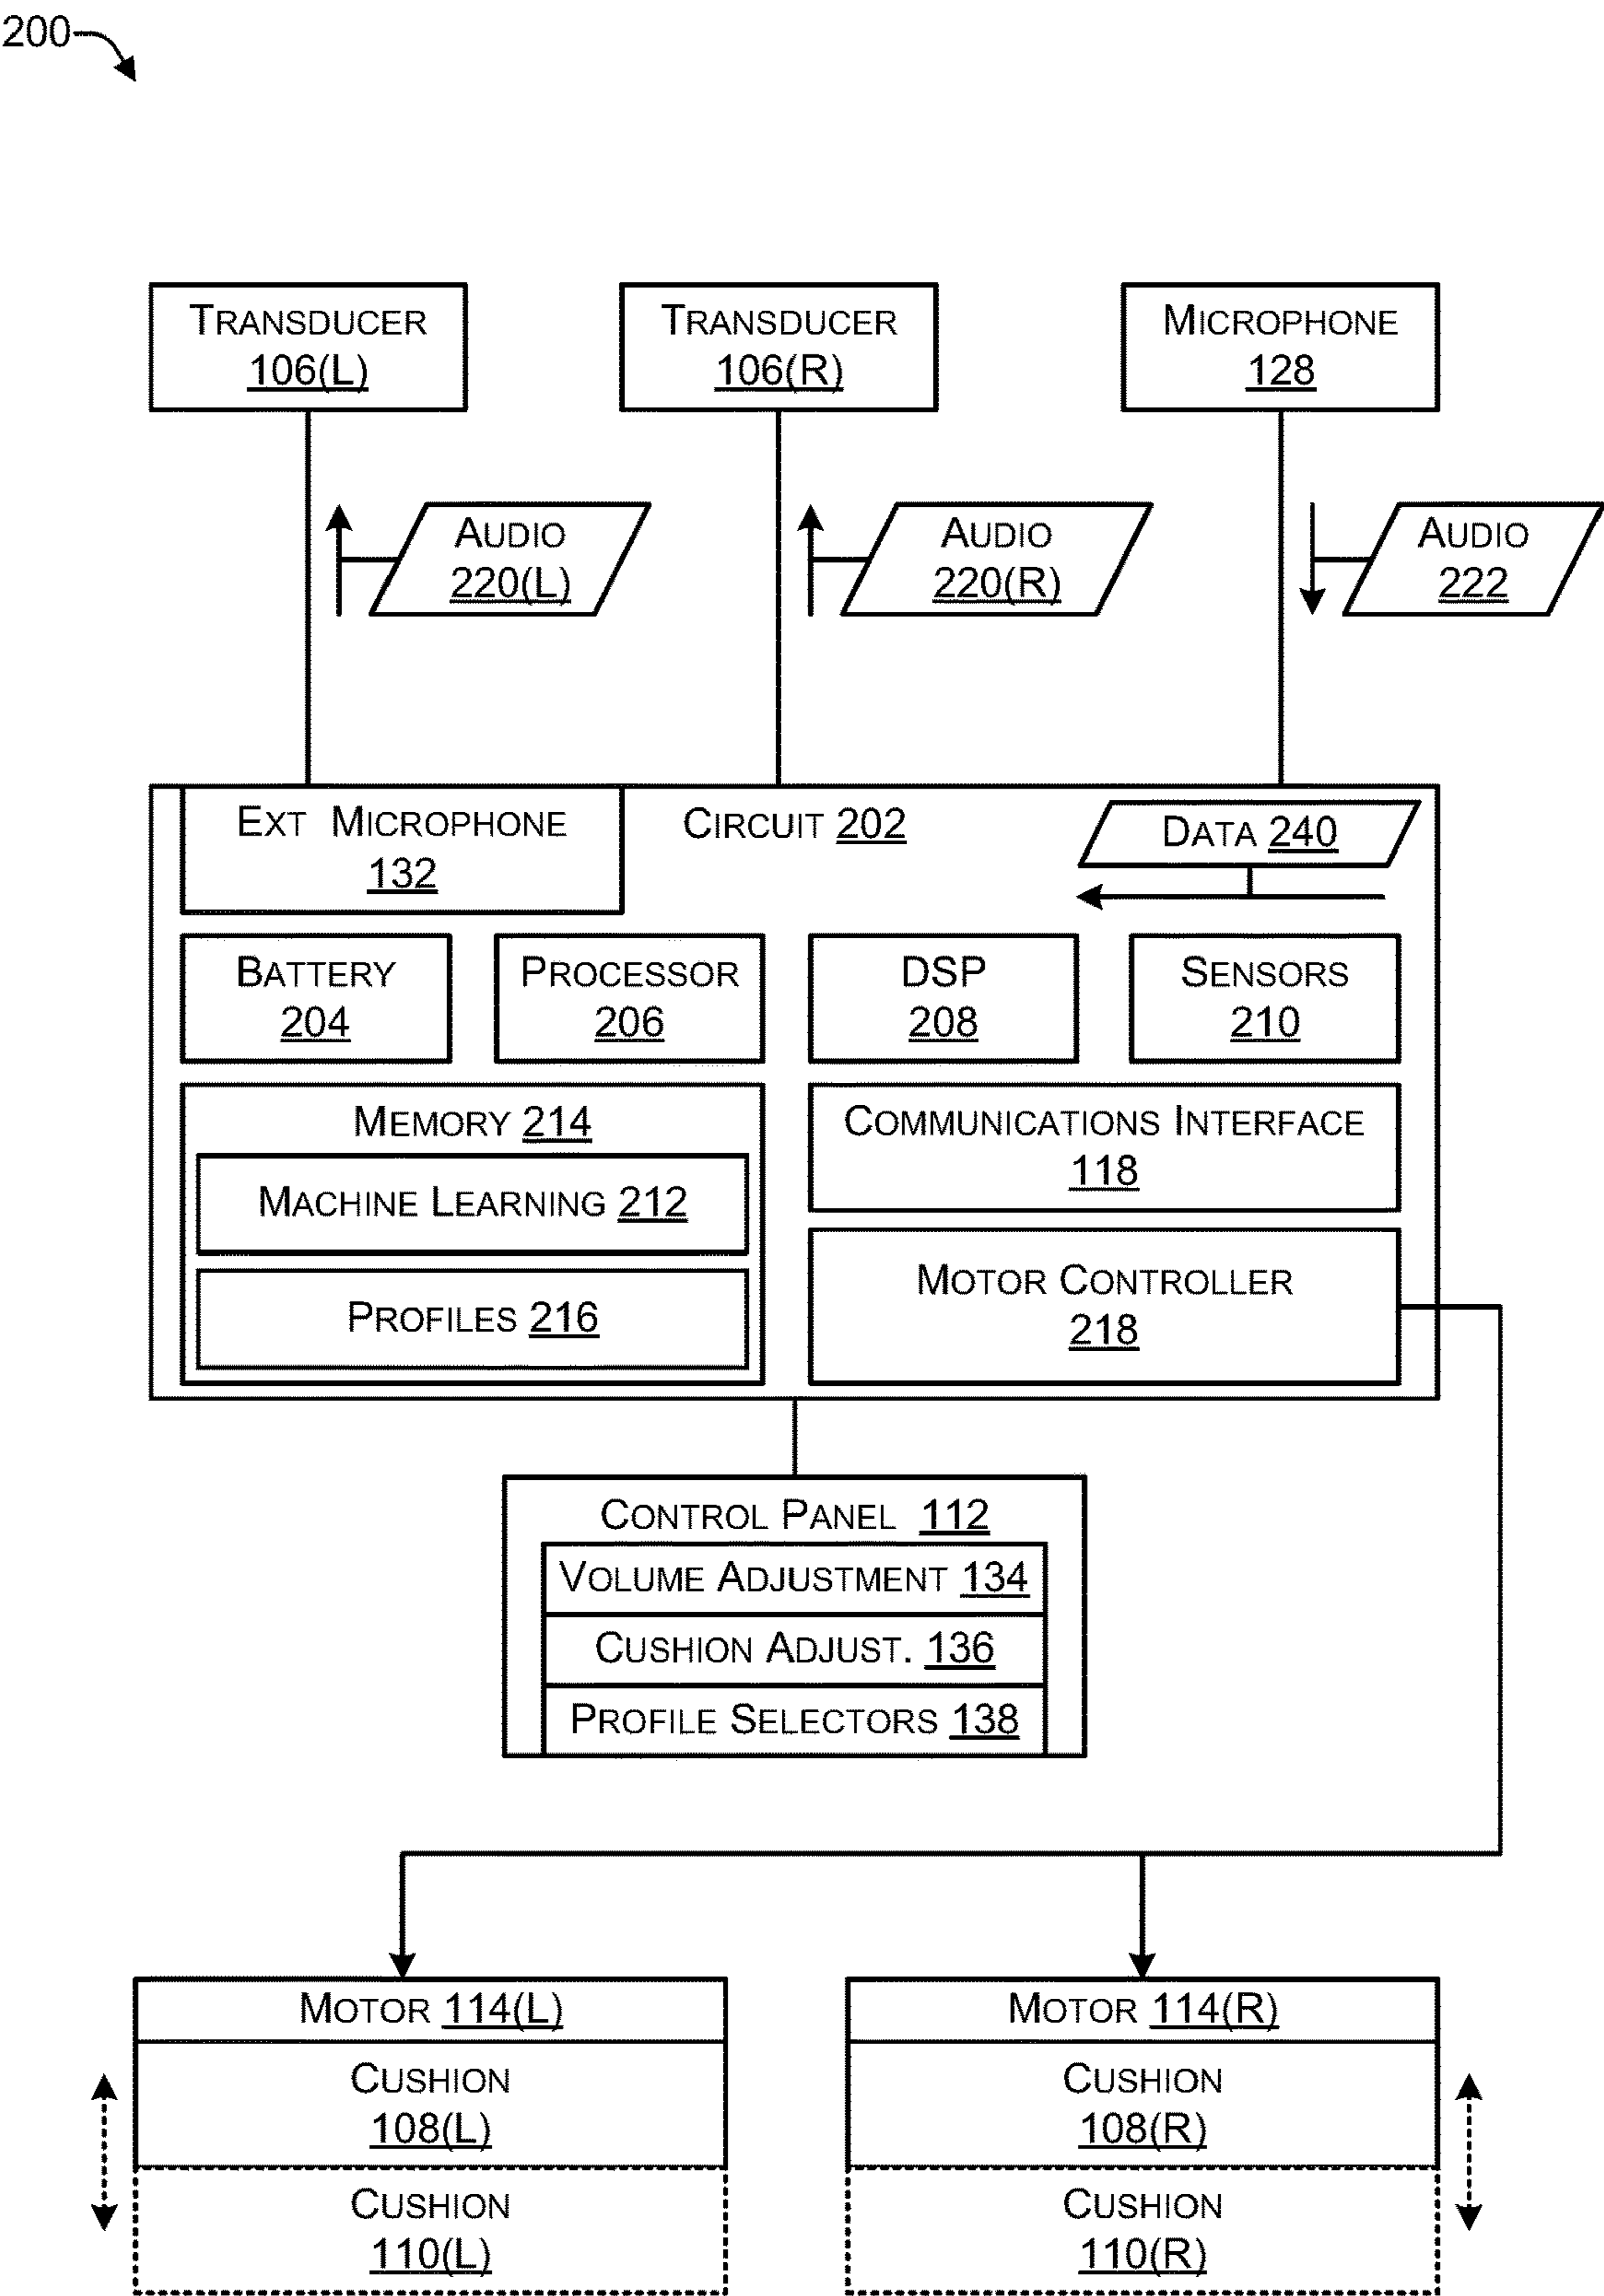 200
TRANSDUCER
106(L)
TRANSDUCER
106(R)
MICROPHONE
128
AUDIO
220(L)
AUDIO
220(R)
AUDIO
222
EXT MICROPHONE
132
CIRCUIT 202
DATA 240
BATTERY
204
PROCESSOR
206
DSP
208
SENSORS
210
MEMORY 214
MACHINE LEARNING 212
PROFILES 216
COMMUNICATIONS INTERFACE
118
MOTOR CONTROLLER
218
CONTROL PANEL 112
VOLUME ADJUSTMENT 134
CUSHION ADJUST. 136
PROFILE SELECTORS 138
MOTOR 114(L)
CUSHION
108(L)
CUSHION
110(L)
MOTOR 114(R)
CUSHION
108(R)
CUSHION
110(R)